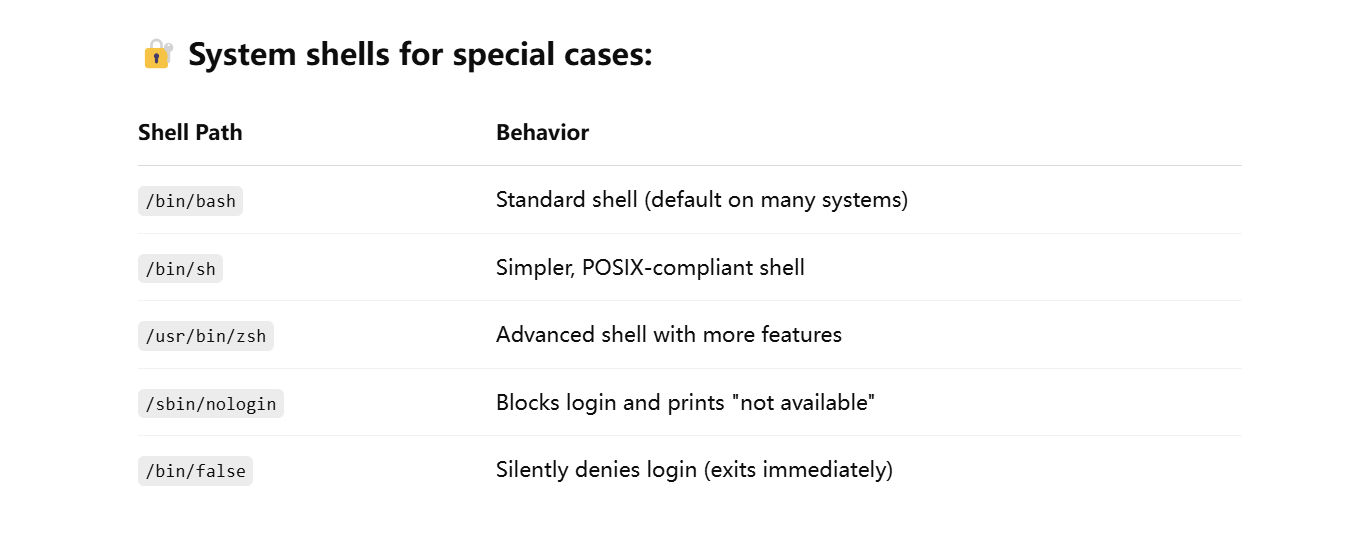 🔐 System shells for special cases:
Shell Path Behavior
/bin/bash Standard shell (default on many systems)
/bin/sh Simpler, POSIX-compliant shell
/usr/bin/zsh Advanced shell with more features
/sbin/nologin Blocks login and prints "not available"
/bin/false Silently denies login (exits immediately)